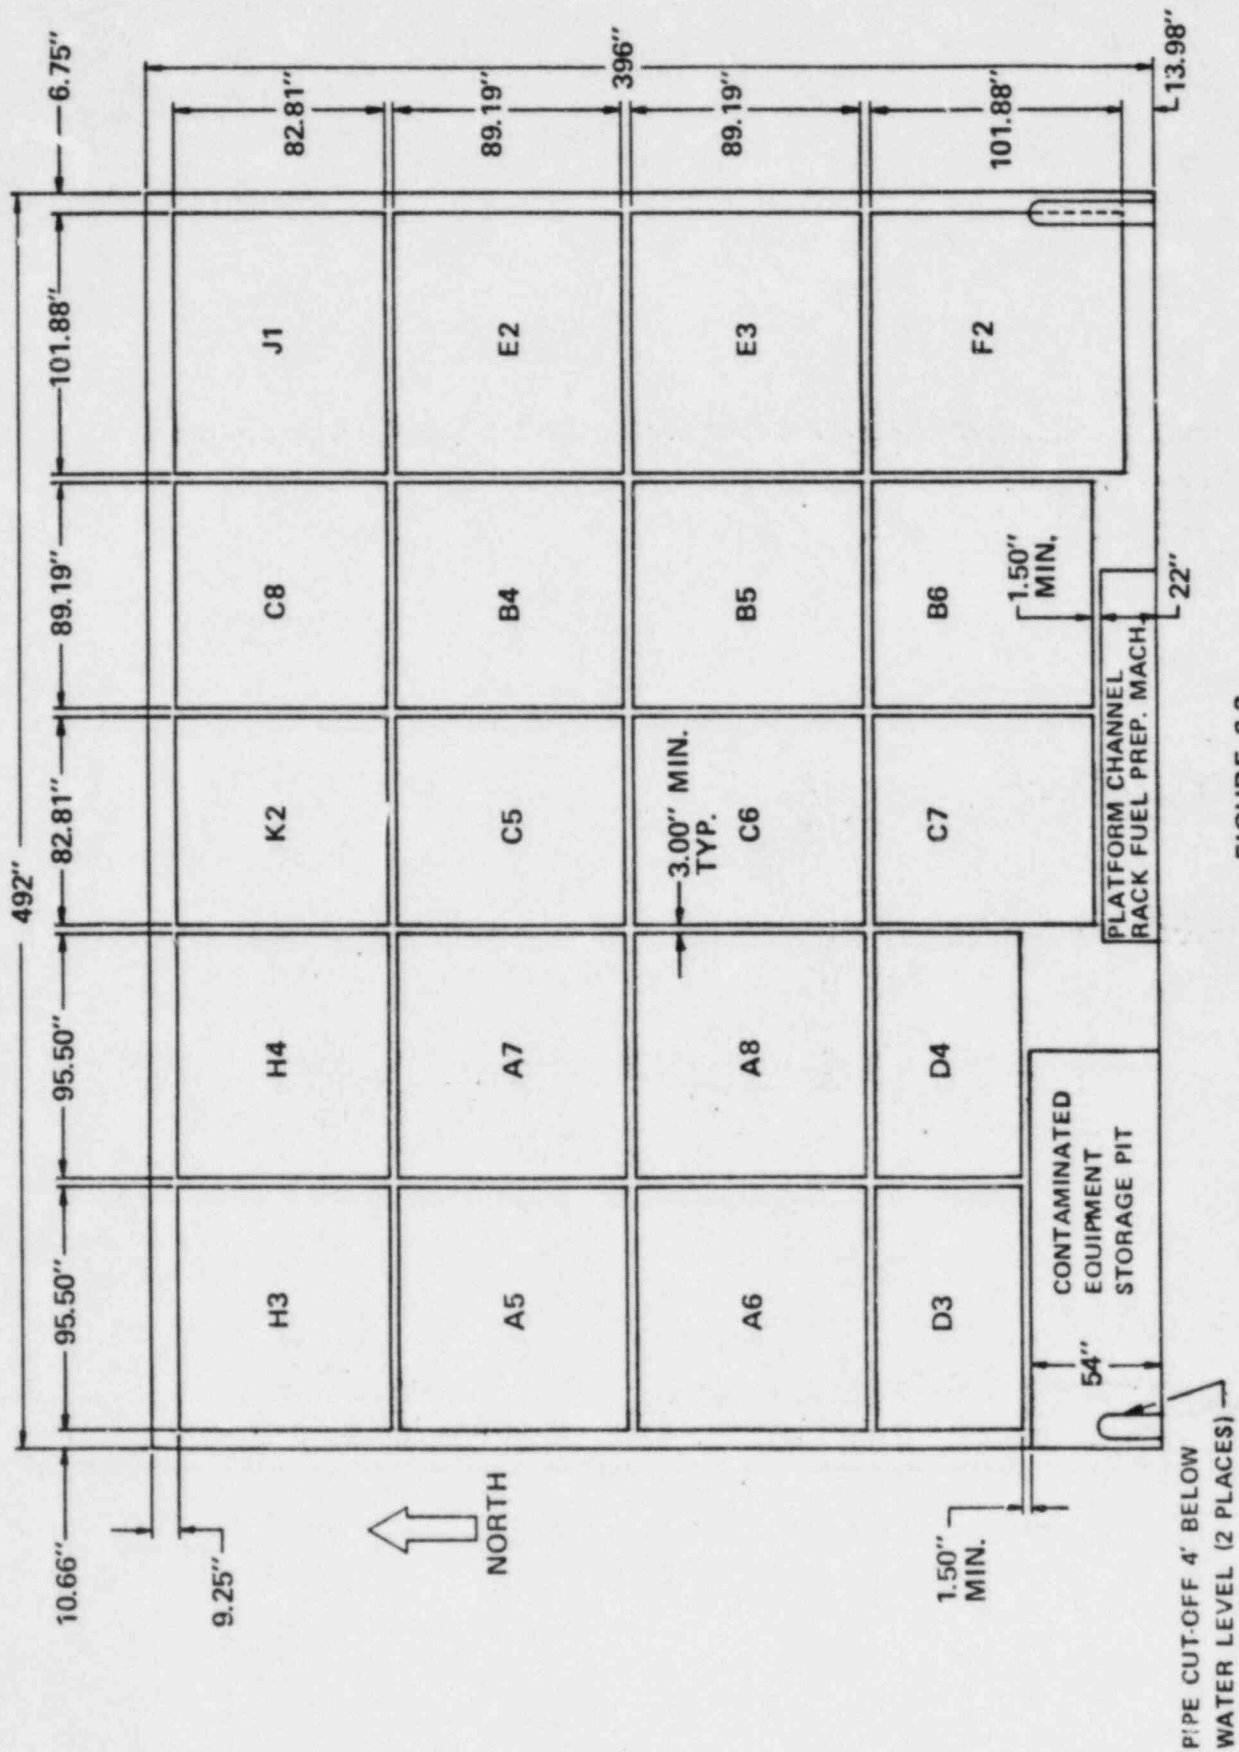 492"
10.66"
95.50"
95.50"
82.81"
89.19"
101.88"
6.75"
9.25"
H3
H4
K2
C8
J1
82.81"
396"
NORTH
A5
A7
C5
B4
E2
89.19"
3.00" MIN.
TYP.
A6
A8
C6
B5
E3
89.19"
D3
D4
C7
B6
F2
101.88"
1.50"
MIN.
1.50"
MIN.
CONTAMINATED
EQUIPMENT
STORAGE PIT
54"
PLATFORM CHANNEL
RACK FUEL PREP. MACH.
22"
13.98"
PIPE CUT-OFF 4' BELOW
WATER LEVEL (2 PLACES)